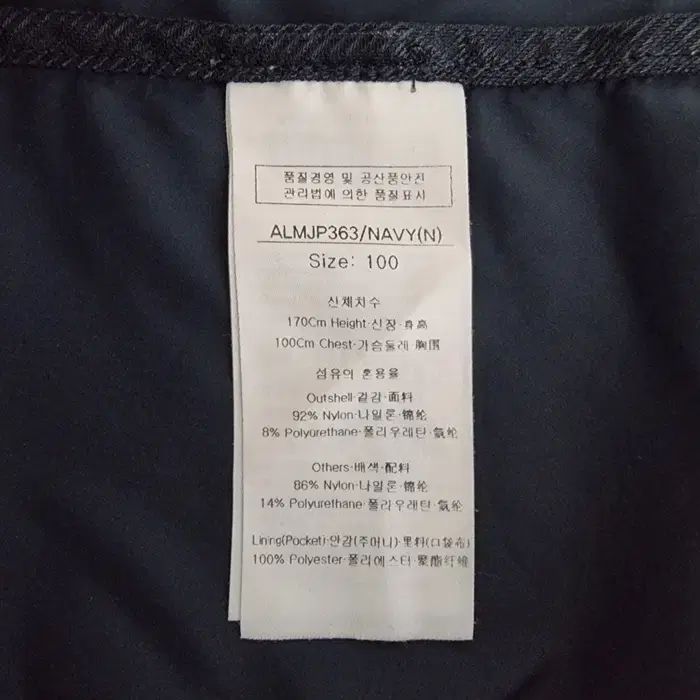 품질경영 및 공산품안전
관리법에 의한 품질표시
ALMJP363/NAVY(N)
Size: 100
신체치수
170Cm Height·신장·身高
100Cm Chest·가슴둘레·胸围
섬유의 혼용율
Outshell·겉감·面料
92% Nylon·나일론·锦纶
8% Polyurethane·폴리우레탄·氨纶
Others·배색·配料
86% Nylon·나일론·锦纶
14% Polyurethane·폴리우레탄·氨纶
Lining(Pocket)·안감(주머니)·里料(口袋布)
100% Polyester·폴리에스터·聚酯纤维